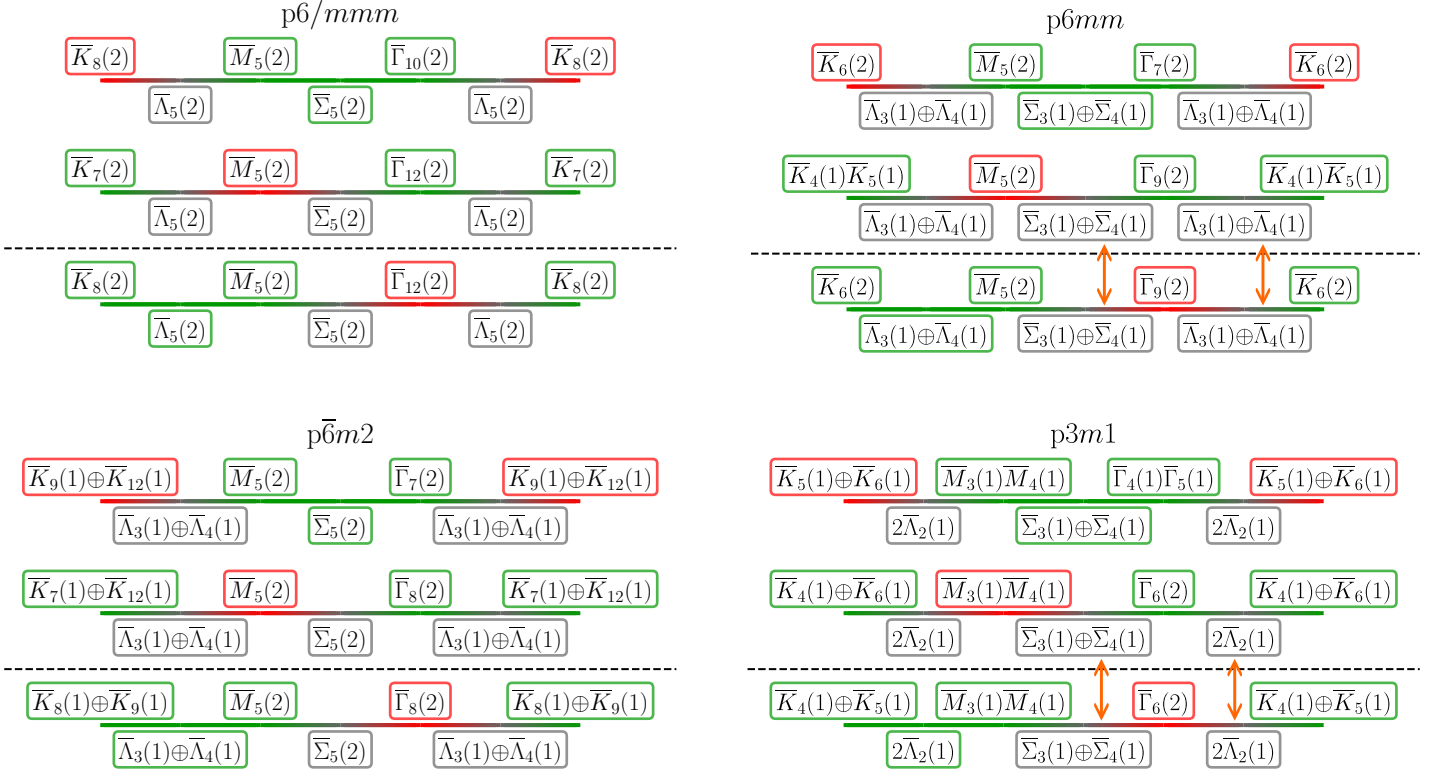 p6/mmm
K̅₈(2) M̅₅(2) Γ̅₁₀(2) K̅₈(2)
Λ̅₅(2) Σ̅₅(2) Λ̅₅(2)
K̅₇(2) M̅₅(2) Γ̅₁₂(2) K̅₇(2)
Λ̅₅(2) Σ̅₅(2) Λ̅₅(2)
K̅₈(2) M̅₅(2) Γ̅₁₂(2) K̅₈(2)
Λ̅₅(2) Σ̅₅(2) Λ̅₅(2)
p6mm
K̅₆(2) M̅₅(2) Γ̅₇(2) K̅₆(2)
Λ̅₃(1)⊕Λ̅₄(1) Σ̅₃(1)⊕Σ̅₄(1) Λ̅₃(1)⊕Λ̅₄(1)
K̅₄(1)K̅₅(1) M̅₅(2) Γ̅₉(2) K̅₄(1)K̅₅(1)
Λ̅₃(1)⊕Λ̅₄(1) Σ̅₃(1)⊕Σ̅₄(1) Λ̅₃(1)⊕Λ̅₄(1)
K̅₆(2) M̅₅(2) Γ̅₉(2) K̅₆(2)
Λ̅₃(1)⊕Λ̅₄(1) Σ̅₃(1)⊕Σ̅₄(1) Λ̅₃(1)⊕Λ̅₄(1)
p6̅m2
K̅₉(1)⊕K̅₁₂(1) M̅₅(2) Γ̅₇(2) K̅₉(1)⊕K̅₁₂(1)
Λ̅₃(1)⊕Λ̅₄(1) Σ̅₅(2) Λ̅₃(1)⊕Λ̅₄(1)
K̅₇(1)⊕K̅₁₂(1) M̅₅(2) Γ̅₈(2) K̅₇(1)⊕K̅₁₂(1)
Λ̅₃(1)⊕Λ̅₄(1) Σ̅₅(2) Λ̅₃(1)⊕Λ̅₄(1)
K̅₈(1)⊕K̅₉(1) M̅₅(2) Γ̅₈(2) K̅₈(1)⊕K̅₉(1)
Λ̅₃(1)⊕Λ̅₄(1) Σ̅₅(2) Λ̅₃(1)⊕Λ̅₄(1)
p3m1
K̅₅(1)⊕K̅₆(1) M̅₃(1)M̅₄(1) Γ̅₄(1)Γ̅₅(1) K̅₅(1)⊕K̅₆(1)
2Λ̅₂(1) Σ̅₃(1)⊕Σ̅₄(1) 2Λ̅₂(1)
K̅₄(1)⊕K̅₆(1) M̅₃(1)M̅₄(1) Γ̅₆(2) K̅₄(1)⊕K̅₆(1)
2Λ̅₂(1) Σ̅₃(1)⊕Σ̅₄(1) 2Λ̅₂(1)
K̅₄(1)⊕K̅₅(1) M̅₃(1)M̅₄(1) Γ̅₆(2) K̅₄(1)⊕K̅₅(1)
2Λ̅₂(1) Σ̅₃(1)⊕Σ̅₄(1) 2Λ̅₂(1)